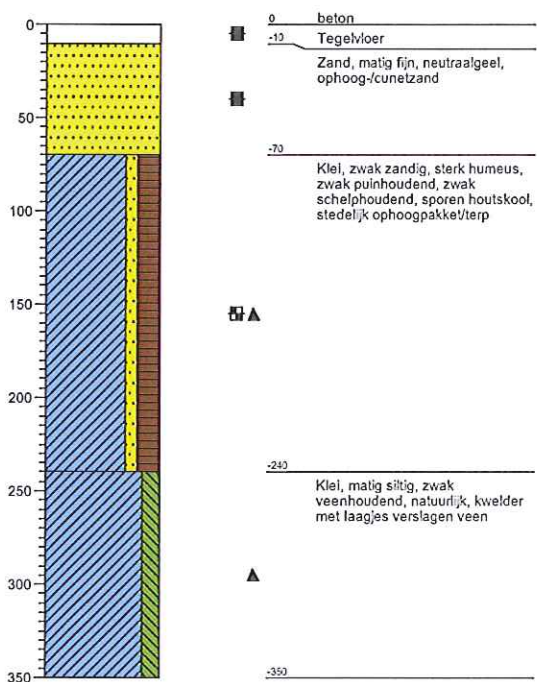 0
0 beton
-10 Tegelvloer
Zand, matig fijn, neutraalgeel,
ophoog-/cunetzand
50
-70
Klei, zwak zandig, sterk humeus,
zwak puinhoudend, zwak
schelphoudend, sporen houtskool,
stedelijk ophoogpakket/terp
100
150
200
-240
Klei, matig siltig, zwak
veenhoudend, natuurlijk, kwelder
met laagjes verslagen veen
250
300
350
-350